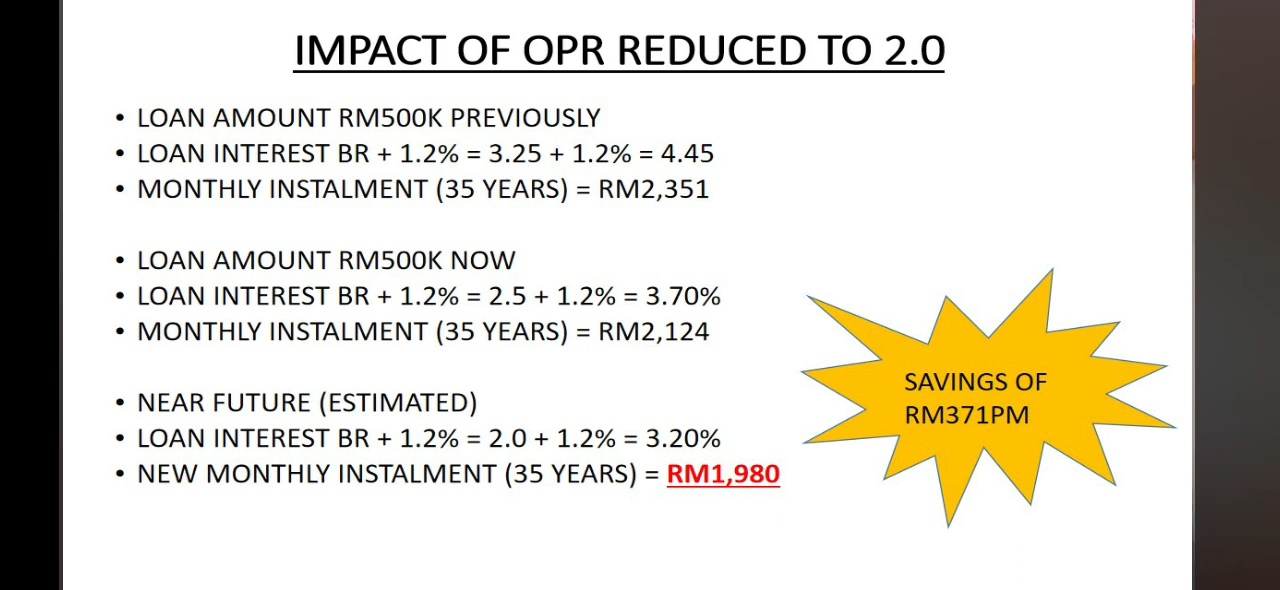 IMPACT OF OPR REDUCED TO 2.0
• LOAN AMOUNT RM500K PREVIOUSLY
• LOAN INTEREST BR + 1.2% = 3.25 + 1.2% = 4.45
• MONTHLY INSTALMENT (35 YEARS) = RM2,351
• LOAN AMOUNT RM500K NOW
• LOAN INTEREST BR + 1.2% = 2.5 + 1.2% = 3.70%
• MONTHLY INSTALMENT (35 YEARS) = RM2,124
• NEAR FUTURE (ESTIMATED)
• LOAN INTEREST BR + 1.2% = 2.0 + 1.2% = 3.20%
• NEW MONTHLY INSTALMENT (35 YEARS) = RM1,980
SAVINGS OF
RM371PM